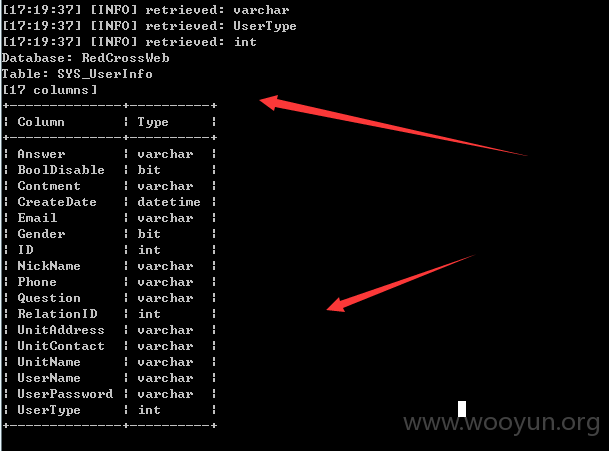 [17:19:37] [INFO] retrieved: varchar
[17:19:37] [INFO] retrieved: UserType
[17:19:37] [INFO] retrieved: int
Database: RedCrossWeb
Table: SYS_UserInfo
[17 columns]
+--------------+----------+
| Column | Type |
+--------------+----------+
| Answer | varchar |
| BoolDisable | bit |
| Contment | varchar |
| CreateDate | datetime |
| Email | varchar |
| Gender | bit |
| ID | int |
| NickName | varchar |
| Phone | varchar |
| Question | varchar |
| RelationID | int |
| UnitAddress | varchar |
| UnitContact | varchar |
| UnitName | varchar |
| UserName | varchar |
| UserPassword | varchar |
| UserType | int |
+--------------+----------+
www.wooyun.org